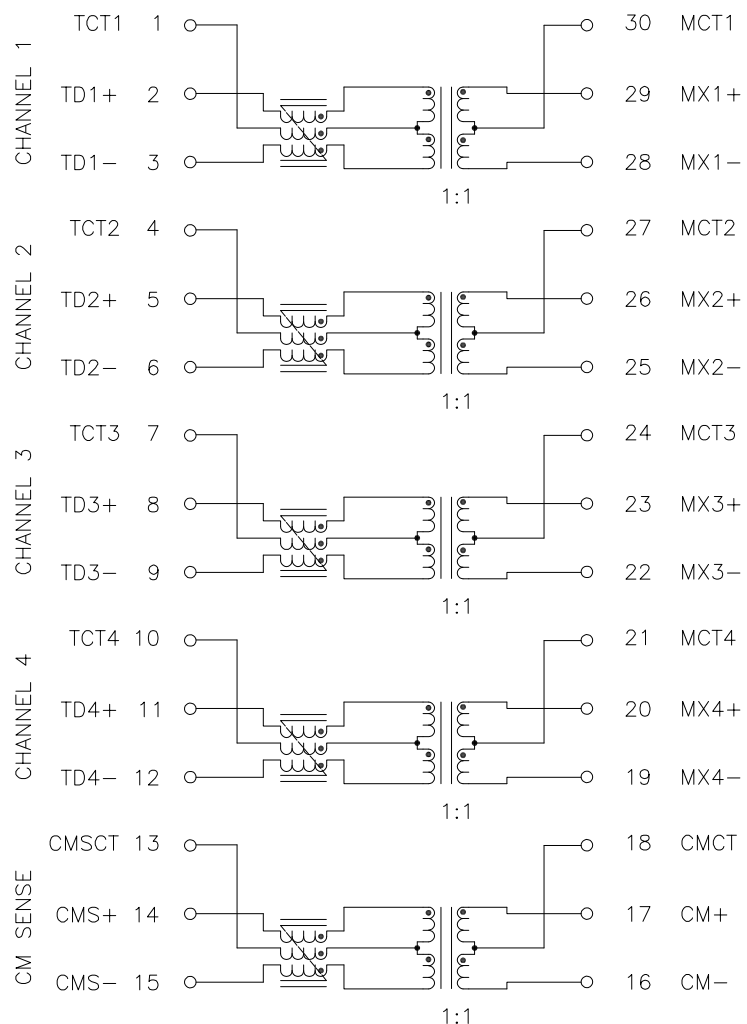 CHANNEL 1
TCT1 1 30 MCT1
TD1+ 2 29 MX1+
TD1− 3 28 MX1−
1:1
CHANNEL 2
TCT2 4 27 MCT2
TD2+ 5 26 MX2+
TD2− 6 25 MX2−
1:1
CHANNEL 3
TCT3 7 24 MCT3
TD3+ 8 23 MX3+
TD3− 9 22 MX3−
1:1
CHANNEL 4
TCT4 10 21 MCT4
TD4+ 11 20 MX4+
TD4− 12 19 MX4−
1:1
CM SENSE
CMSCT 13 18 CMCT
CMS+ 14 17 CM+
CMS− 15 16 CM−
1:1